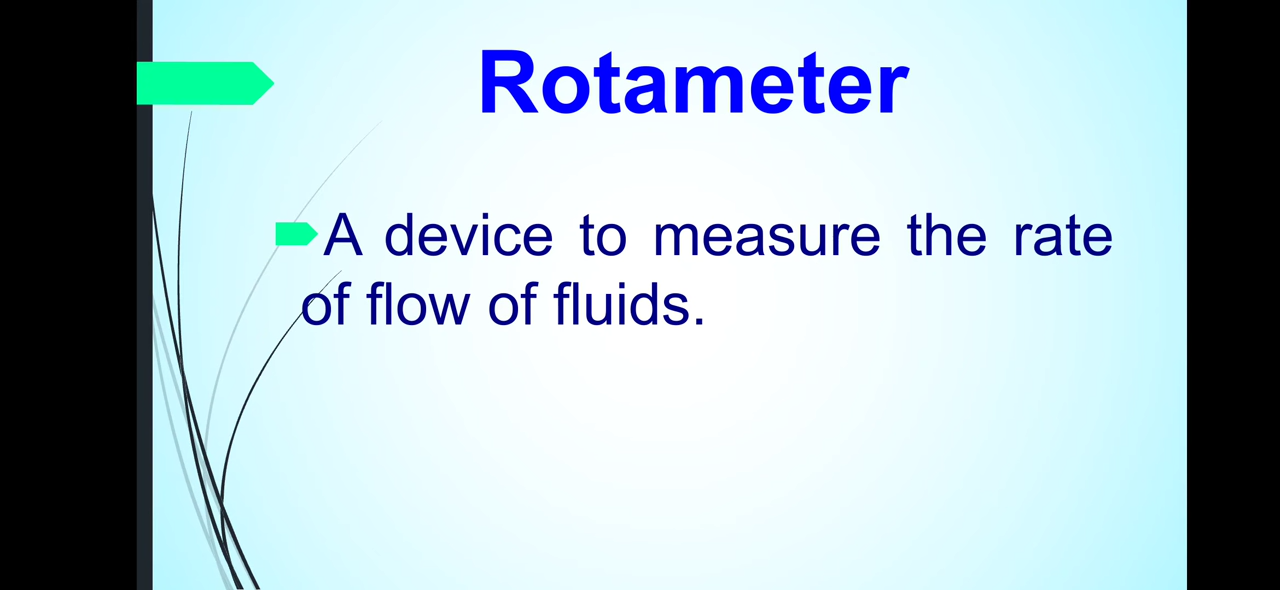 Rotameter
A device to measure the rate
of flow of fluids.